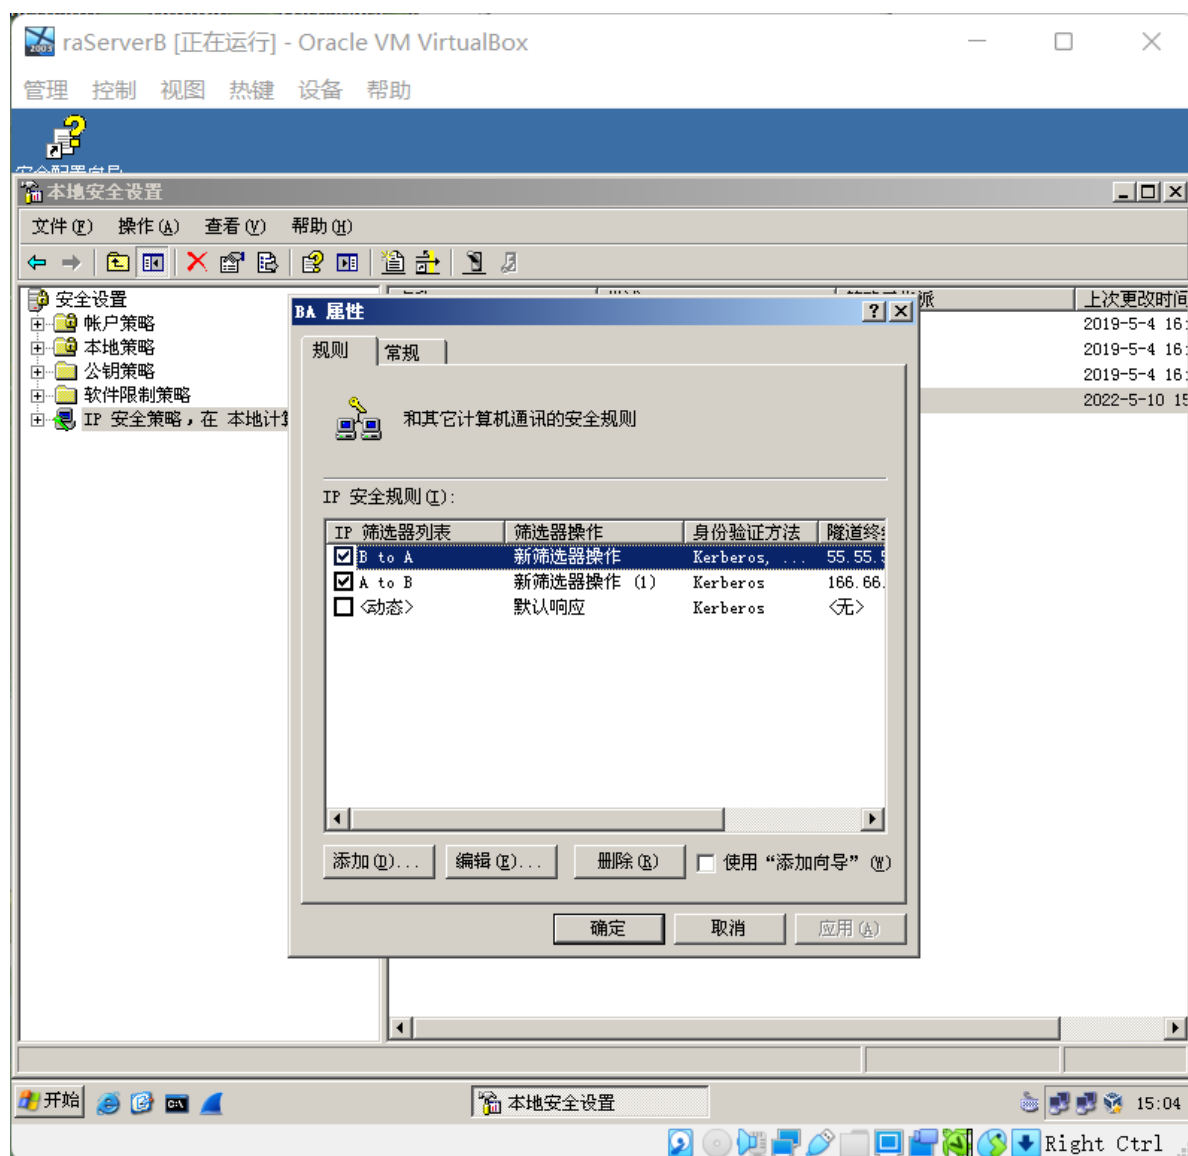 raServerB [正在运行] - Oracle VM VirtualBox
管理 控制 视图 热键 设备 帮助
安全配置向导
本地安全设置
文件(F) 操作(A) 查看(V) 帮助(H)
安全设置
帐户策略
本地策略
公钥策略
软件限制策略
IP 安全策略，在 本地计
派
上次更改时间
2019-5-4 16:
2019-5-4 16:
2019-5-4 16:
2022-5-10 15
BA 属性
规则 常规
和其它计算机通讯的安全规则
IP 安全规则(I):
IP 筛选器列表 筛选器操作 身份验证方法 隧道终
B to A 新筛选器操作 Kerberos, ... 55.55.5
A to B 新筛选器操作 (1) Kerberos 166.66.
<动态> 默认响应 Kerberos <无>
添加(D)... 编辑(E)... 删除(R) 使用“添加向导”(W)
确定 取消 应用(A)
开始 本地安全设置 15:04
Right Ctrl